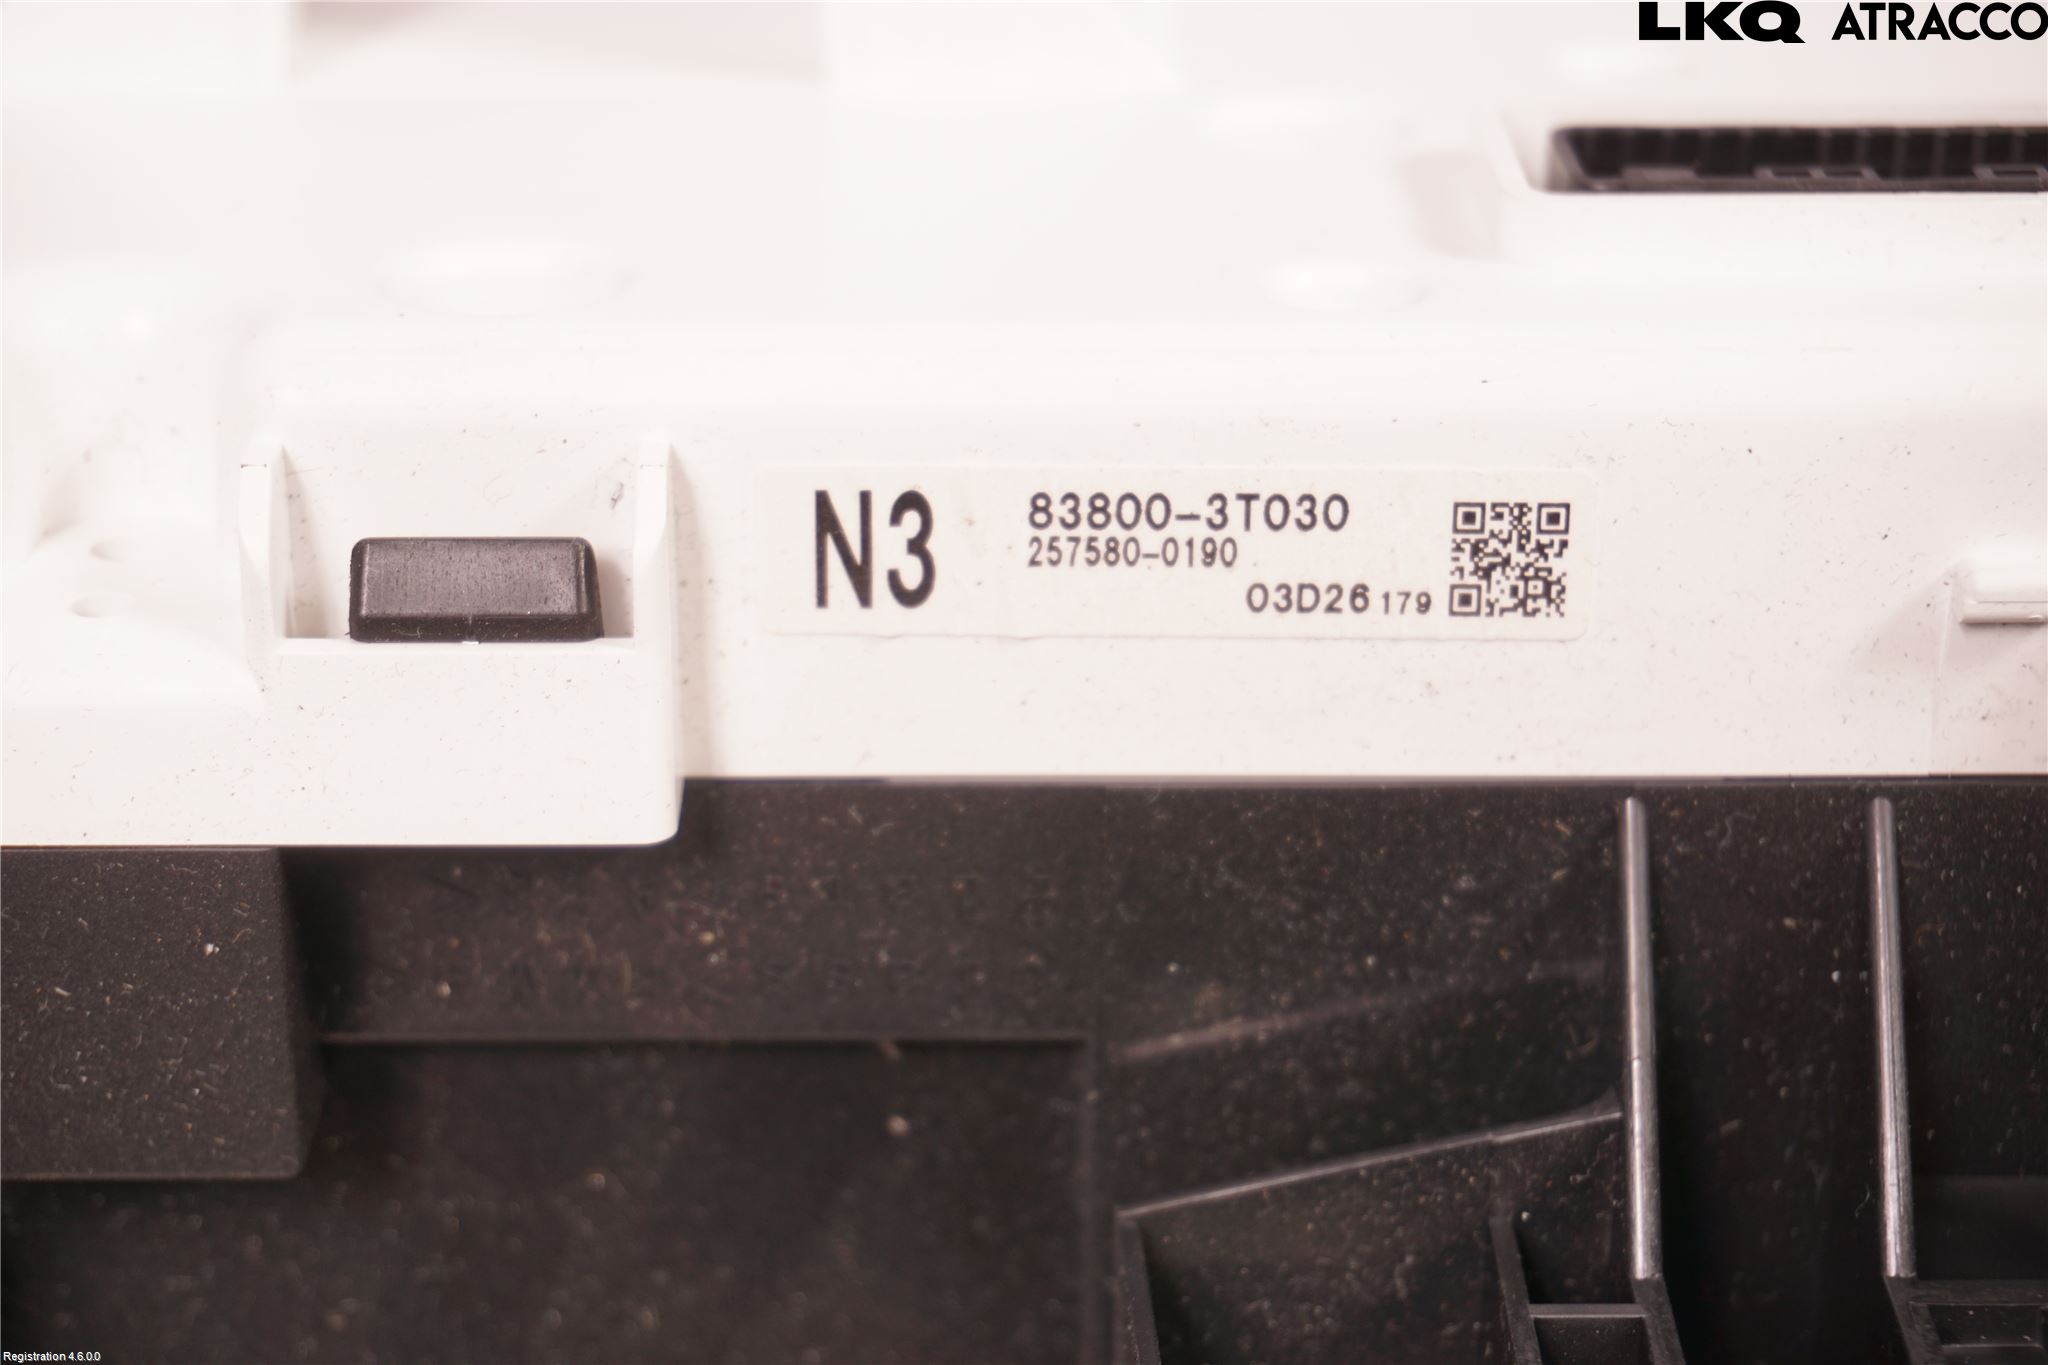 LKQ ATRACCO
N3
83800-3T030
257580-0190
03D26 179
Registration 4.6.0.0